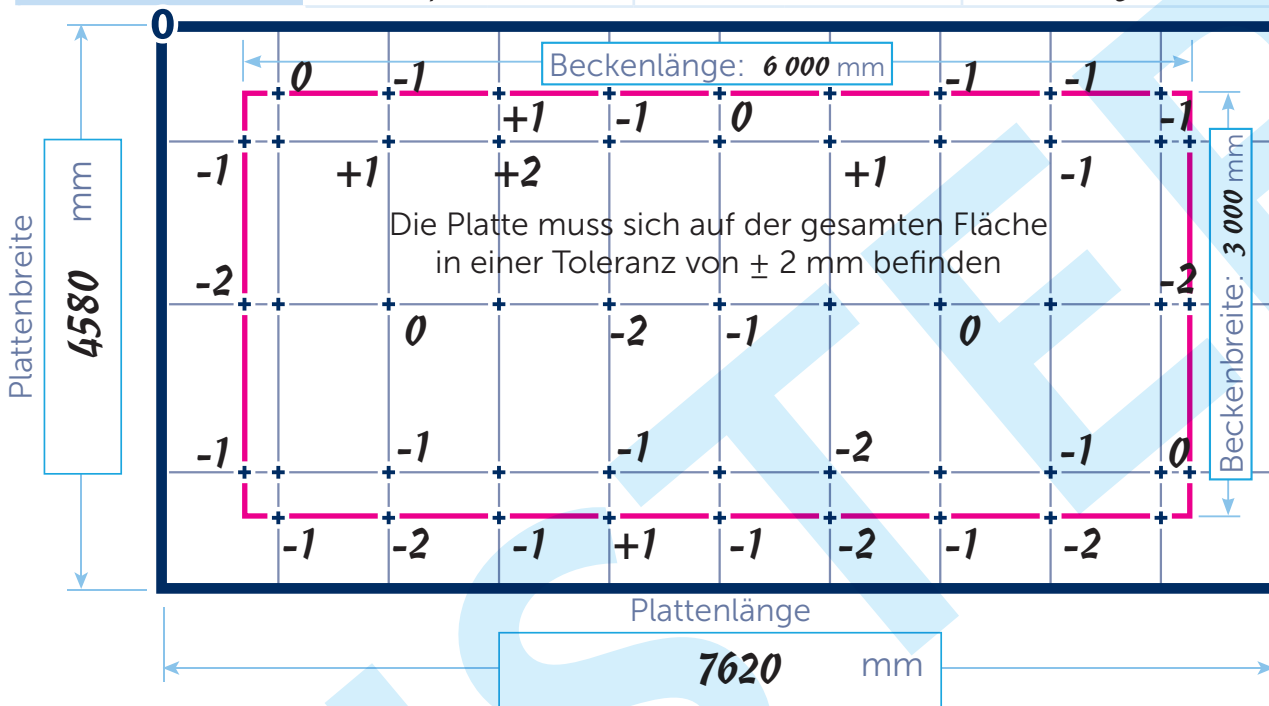 0
Beckenlänge: 6 000 mm
0 -1 -1 -1
+1 -1 0 -1
-1 +1 +2 +1 -1
Plattenbreite
4580 mm
Beckenbreite: 3 000 mm
Die Platte muss sich auf der gesamten Fläche
in einer Toleranz von ± 2 mm befinden
-2 -2
0 -2 -1 0
-1 -1 -1 -2 -1 0
-1 -2 -1 +1 -1 -2 -1 -2
Plattenlänge
7620 mm